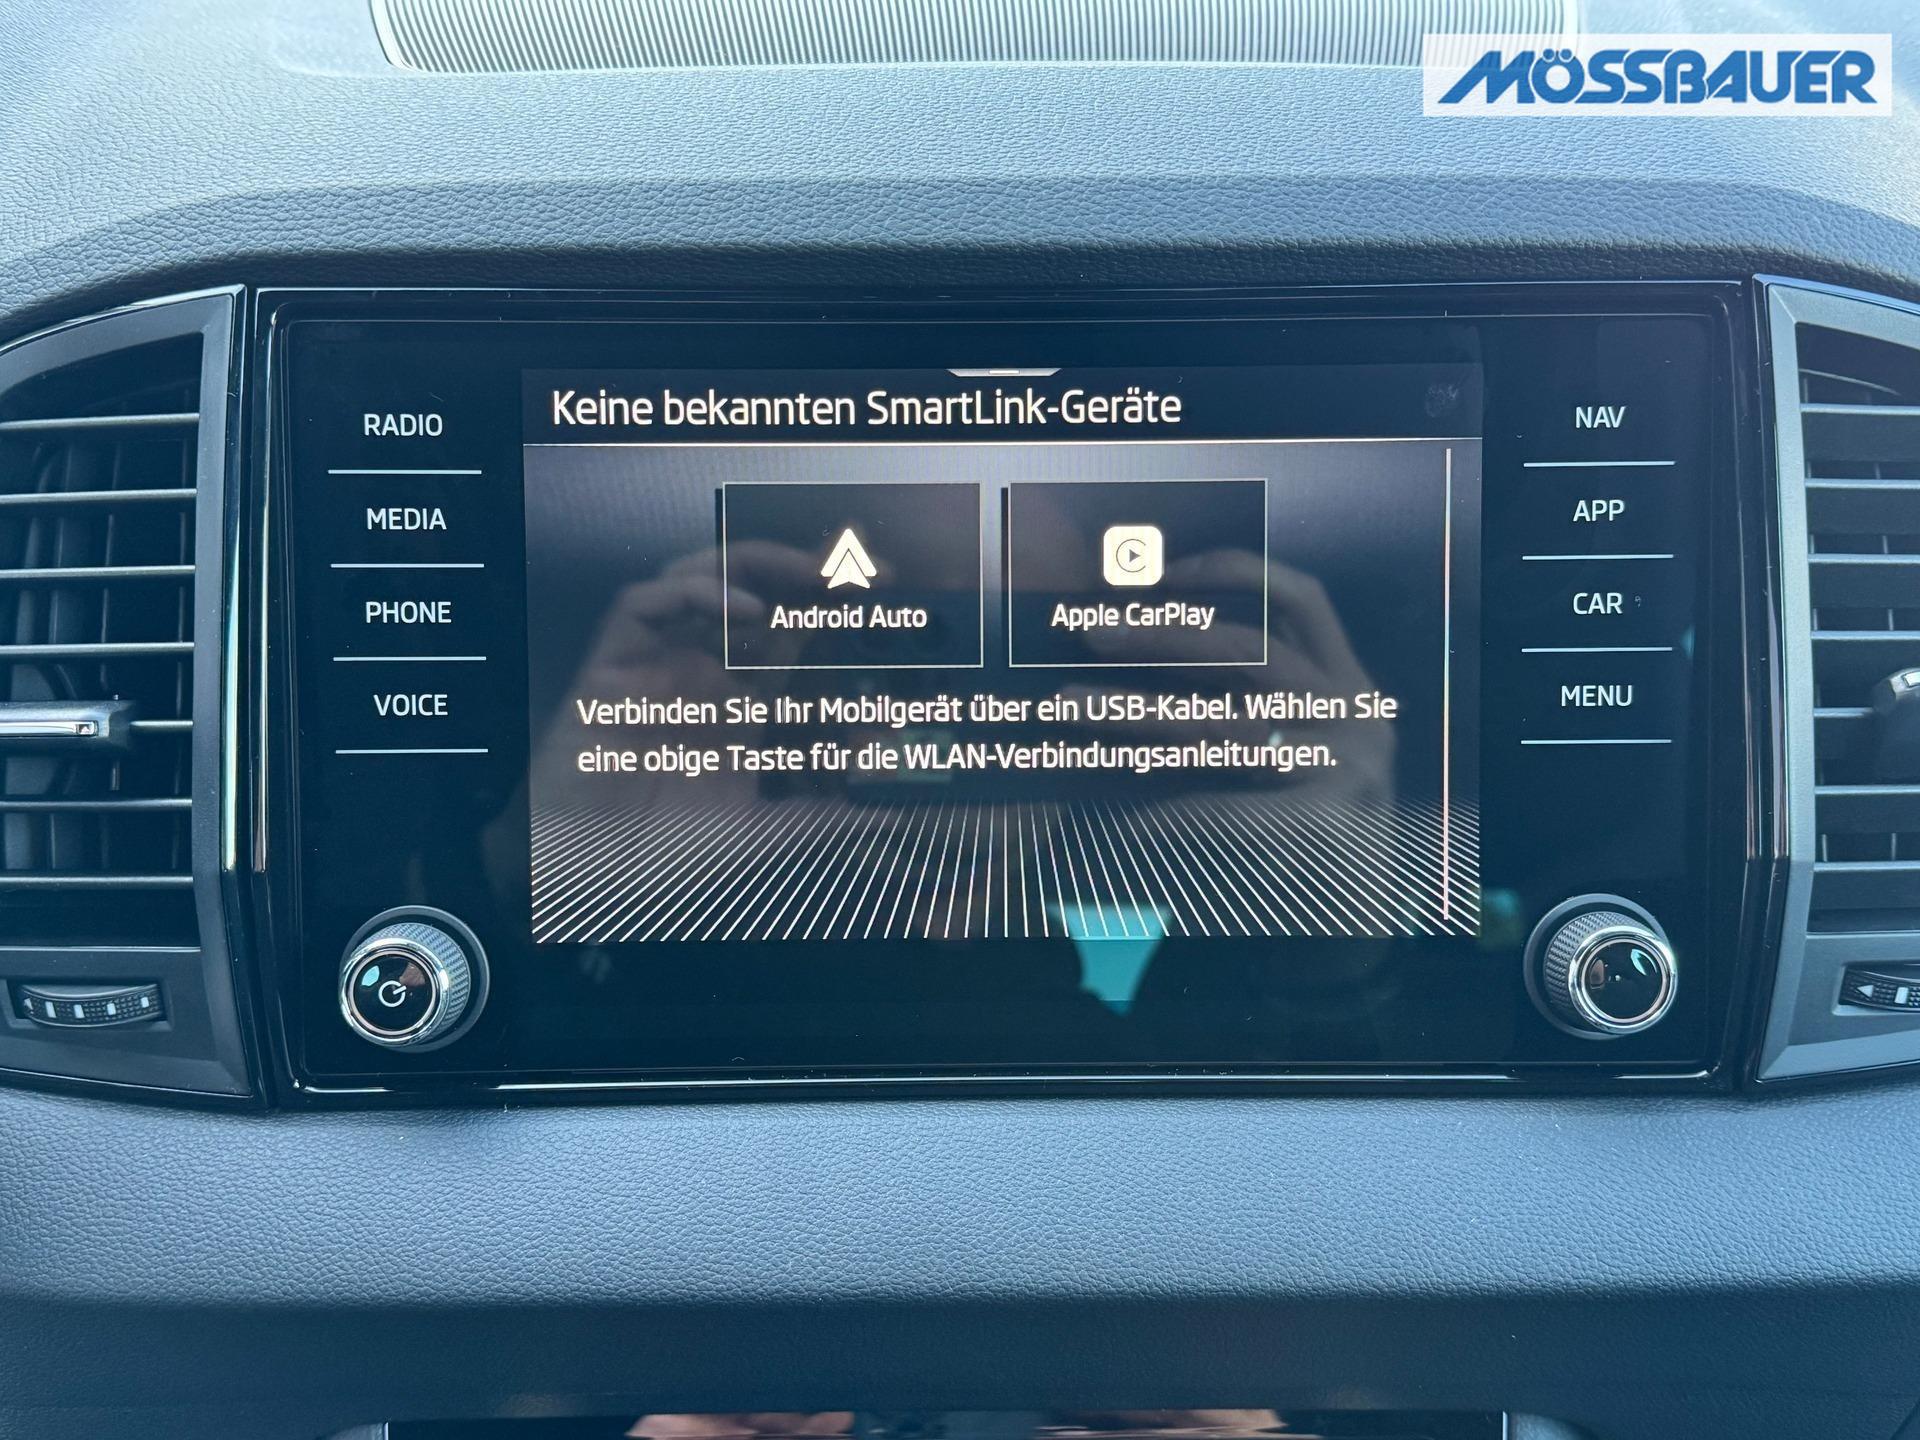 MÖSSBAUER
Keine bekannten SmartLink-Geräte
RADIO
MEDIA
PHONE
VOICE
Android Auto
Apple CarPlay
Verbinden Sie Ihr Mobilgerät über ein USB-Kabel. Wählen Sie
eine obige Taste für die WLAN-Verbindungsanleitungen.
NAV
APP
CAR
MENU